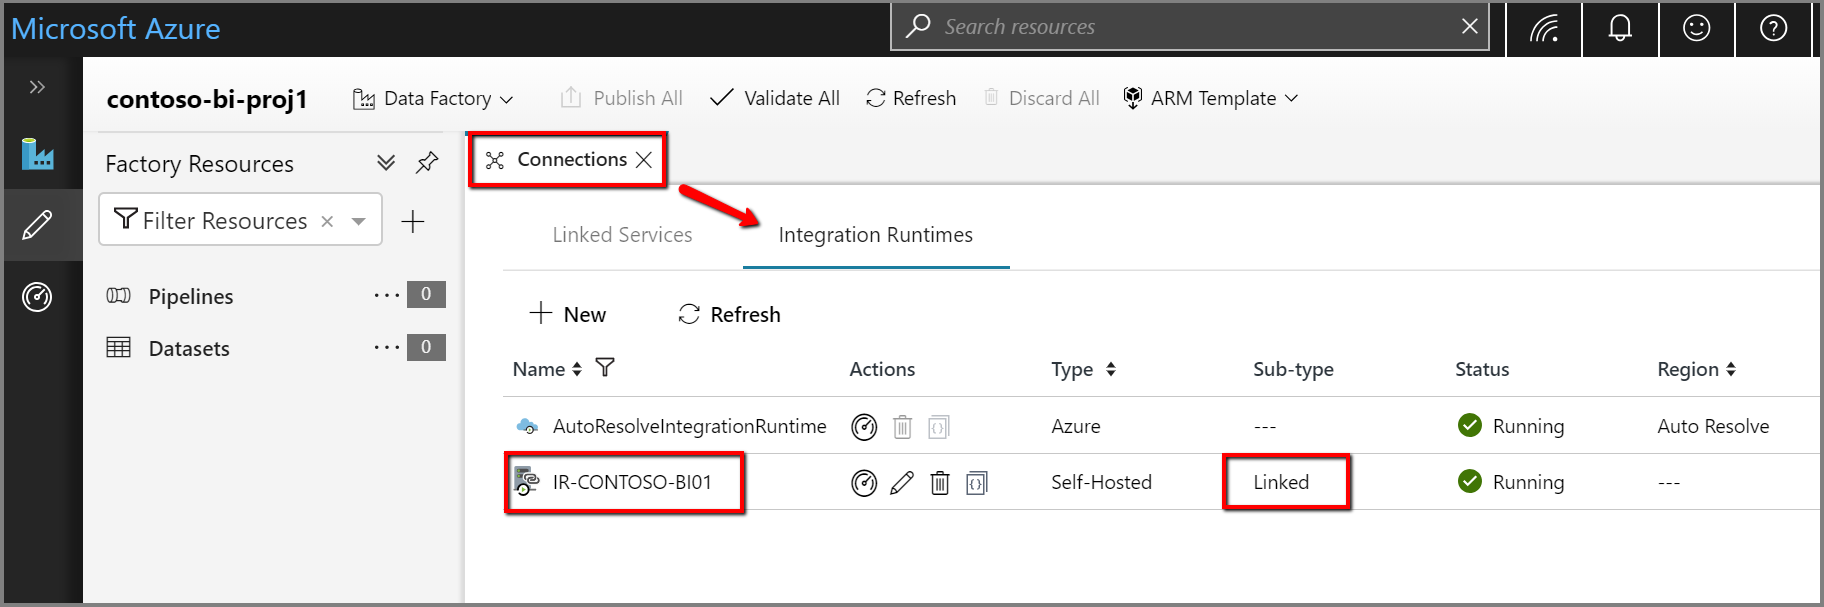 Microsoft Azure
Search resources
contoso-bi-proj1
Data Factory
Publish All
Validate All
Refresh
Discard All
ARM Template
Factory Resources
Connections
Filter Resources
Linked Services
Integration Runtimes
Pipelines
0
Datasets
0
New
Refresh
Name Actions Type Sub-type Status Region
AutoResolveIntegrationRuntime Azure --- Running Auto Resolve
IR-CONTOSO-BI01 Self-Hosted Linked Running ---